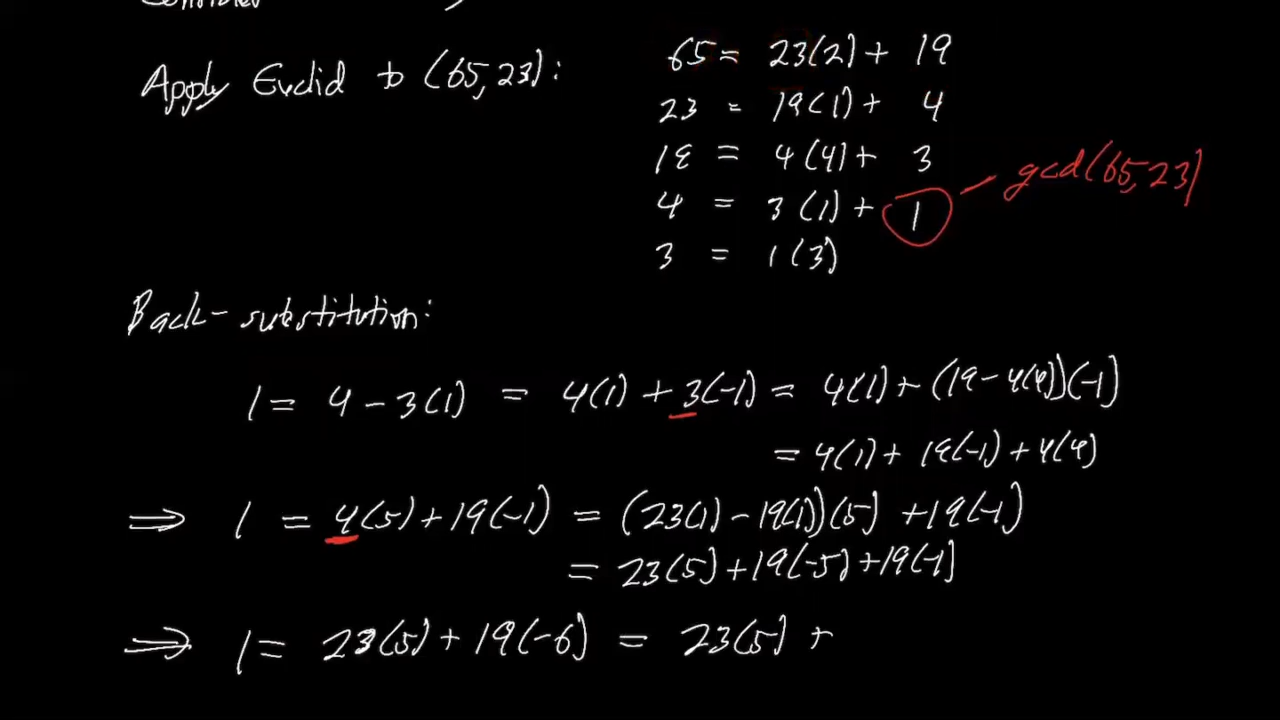 65 = 23(2) + 19
Apply Euclid to (65,23):
23 = 19(1) + 4
19 = 4(4) + 3
gcd(65,23)
4 = 3(1) + 1
3 = 1(3)
Back-substitution:
1 = 4 - 3(1) = 4(1) + 3(-1) = 4(1) + (19 - 4(4))(-1)
= 4(1) + 19(-1) + 4(4)
⇒ 1 = 4(5) + 19(-1) = (23(1) - 19(1))(5) + 19(-1)
= 23(5) + 19(-5) + 19(-1)
⇒ 1 = 23(5) + 19(-6) = 23(5) +